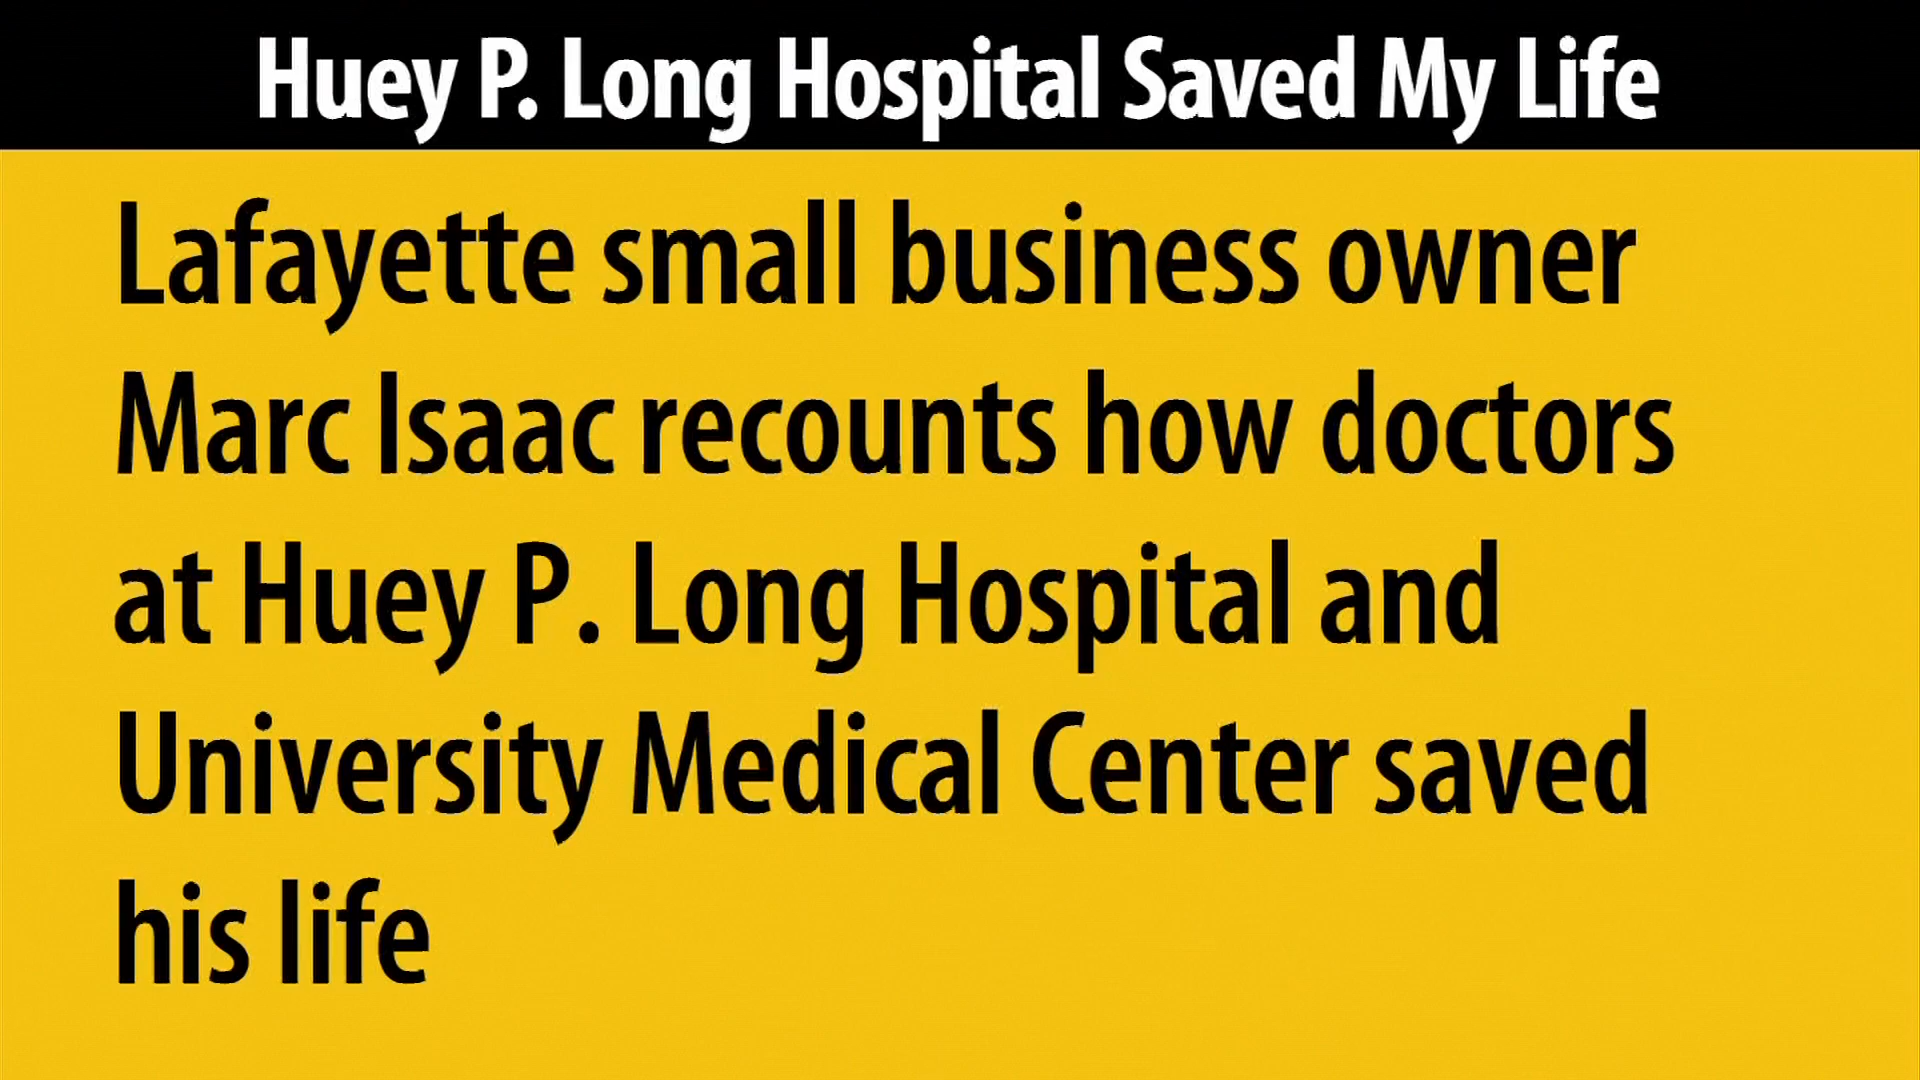 Huey P. Long Hospital Saved My Life
Lafayette small business owner
Marc Isaac recounts how doctors
at Huey P. Long Hospital and
University Medical Center saved
his life